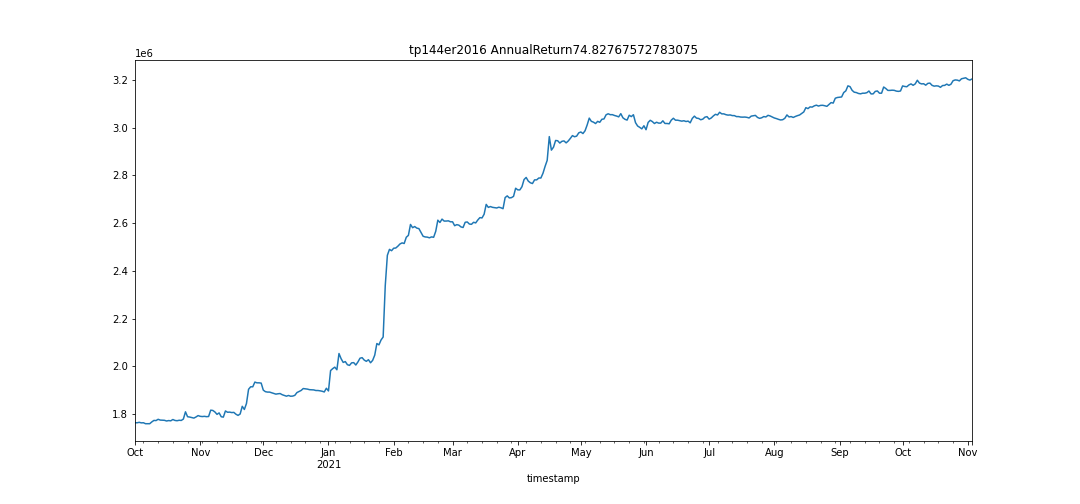 tp144er2016 AnnualReturn74.82767572783075
1e6
3.2
3.0
2.8
2.6
2.4
2.2
2.0
1.8
Oct Nov Dec Jan Feb Mar Apr May Jun Jul Aug Sep Oct Nov
2021
timestamp